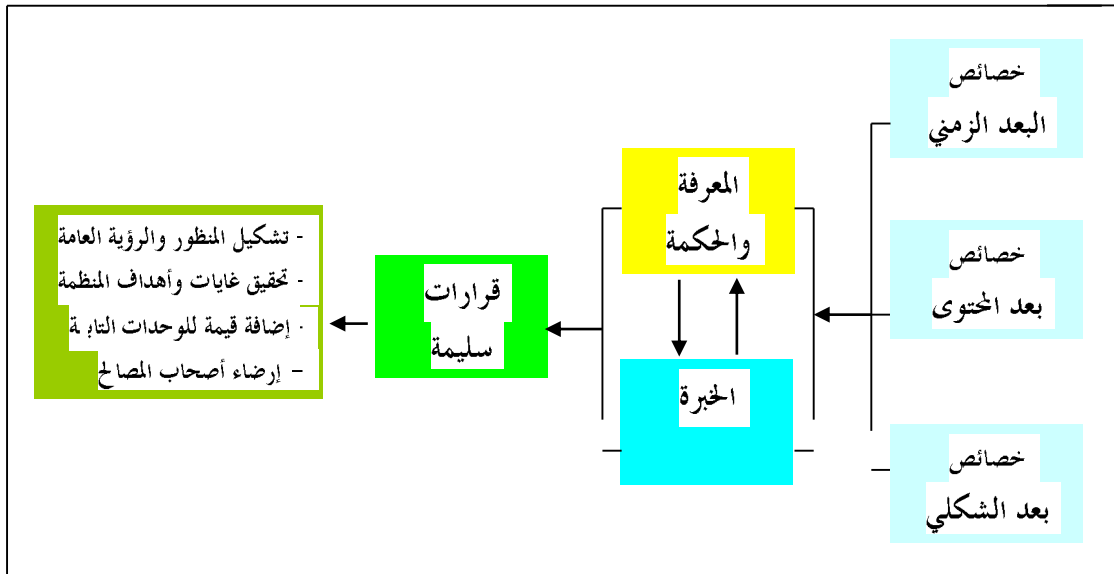 خصائص
البعد الزمني
خصائص
بعد المحتوى
خصائص
بعد الشكلي
المعرفة
والحكمة
الخبرة
قرارات
سليمة
- تشكيل المنظور والرؤية العامة
- تحقيق غايات وأهداف المنظمة
- إضافة قيمة للوحدات
- إرضاء أصحاب المصالح